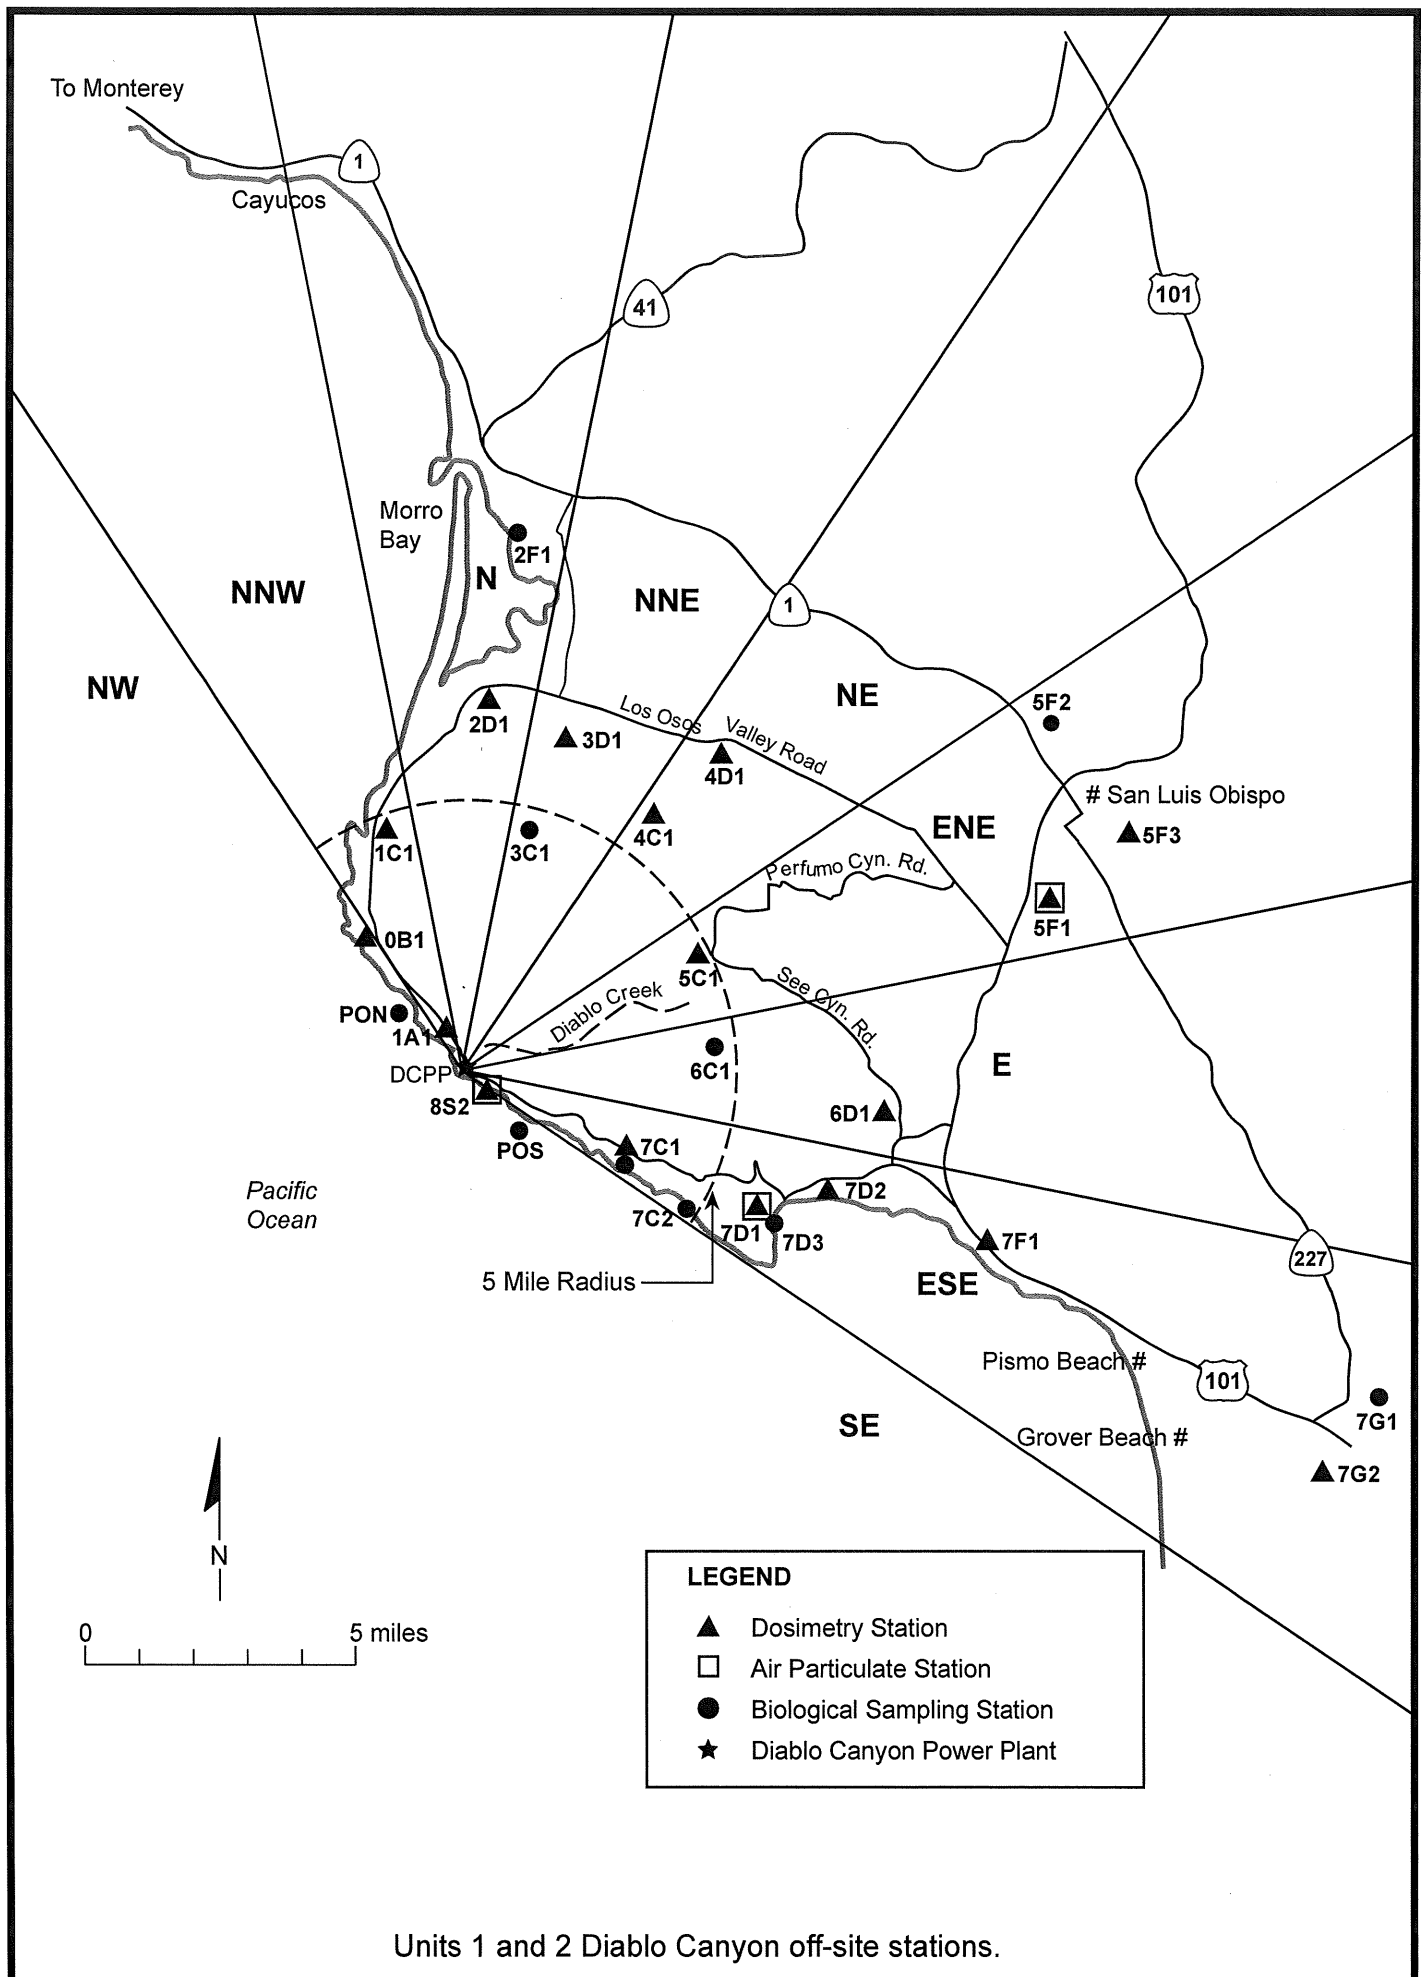 To Monterey
1
Cayucos
41
101
Morro
Bay
2F1
NNW
N
NNE
1
NW
NE
5F2
2D1
Los Osos Valley Road
3D1
4D1
# San Luis Obispo
5F3
1C1
3C1
4C1
ENE
Perfumo Cyn. Rd.
5F1
0B1
5C1
See Cyn. Rd.
Diablo Creek
PON
1A1
DCPP
6C1
E
8S2
6D1
POS
7C1
Pacific
Ocean
7C2
7D1
7D2
7D3
7F1
227
5 Mile Radius
ESE
Pismo Beach #
101
7G1
SE
Grover Beach #
7G2
N
0 5 miles
LEGEND
Dosimetry Station
Air Particulate Station
Biological Sampling Station
Diablo Canyon Power Plant
Units 1 and 2 Diablo Canyon off-site stations.